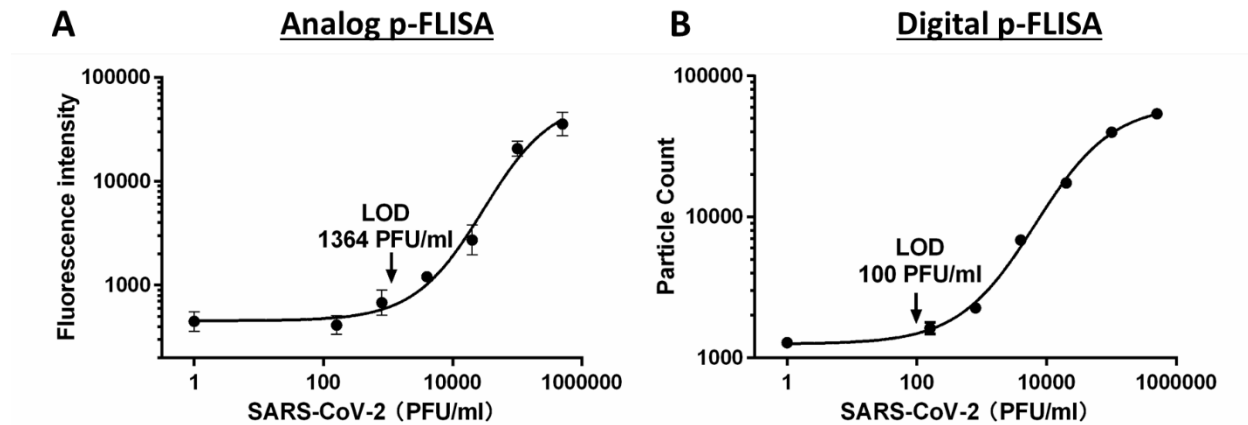 A
Analog p-FLISA
Fluorescence intensity
100000
10000
1000
LOD
1364 PFU/ml
1
100
10000
1000000
SARS-CoV-2（PFU/ml）
B
Digital p-FLISA
Particle Count
100000
10000
1000
LOD
100 PFU/ml
1
100
10000
1000000
SARS-CoV-2（PFU/ml）